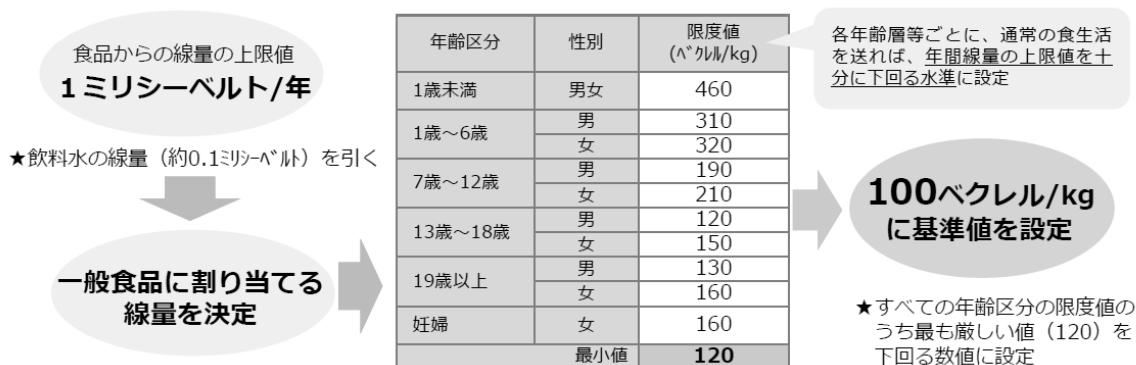 食品からの線量の上限値
1ミリシーベルト/年
★飲料水の線量（約0.1ﾐﾘｼｰﾍﾞﾙﾄ）を引く
一般食品に割り当てる
線量を決定
年齢区分 性別 限度値
(ﾍﾞｸﾚﾙ/kg)
1歳未満 男女 460
1歳～6歳 男 310
女 320
7歳～12歳 男 190
女 210
13歳～18歳 男 120
女 150
19歳以上 男 130
女 160
妊婦 女 160
最小値 120
各年齢層等ごとに、通常の食生活
を送れば、年間線量の上限値を十
分に下回る水準に設定
100ベクレル/kg
に基準値を設定
★すべての年齢区分の限度値の
うち最も厳しい値（120）を
下回る数値に設定